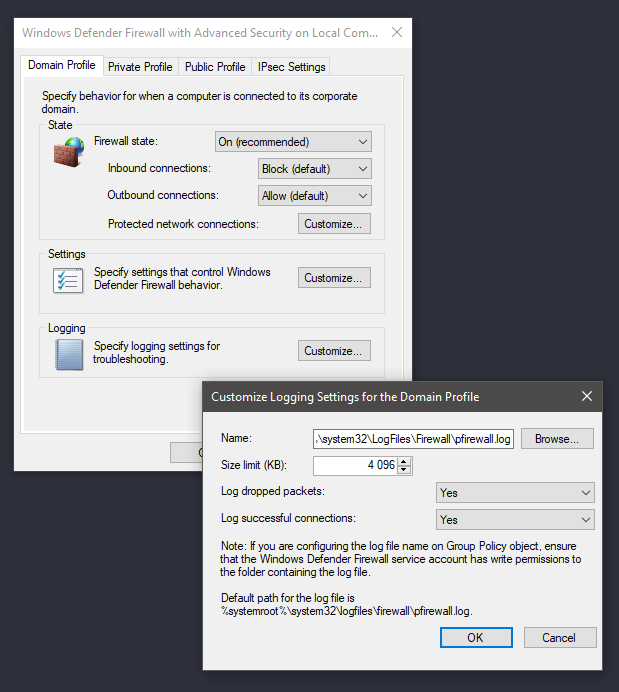 Windows Defender Firewall with Advanced Security on Local Com...
Domain Profile
Private Profile
Public Profile
IPsec Settings
Specify behavior for when a computer is connected to its corporate
domain.
State
Firewall state:
On (recommended)
Inbound connections:
Block (default)
Outbound connections:
Allow (default)
Protected network connections:
Customize...
Settings
Specify settings that control Windows
Defender Firewall behavior.
Customize...
Logging
Specify logging settings for
troubleshooting.
Customize...
Customize Logging Settings for the Domain Profile
Name:
\system32\LogFiles\Firewall\pfirewall.log
Browse...
Size limit (KB):
4 096
Log dropped packets:
Yes
Log successful connections:
Yes
Note: If you are configuring the log file name on Group Policy object, ensure
that the Windows Defender Firewall service account has write permissions to
the folder containing the log file.
Default path for the log file is
%systemroot%\system32\logfiles\firewall\pfirewall.log.
OK
Cancel